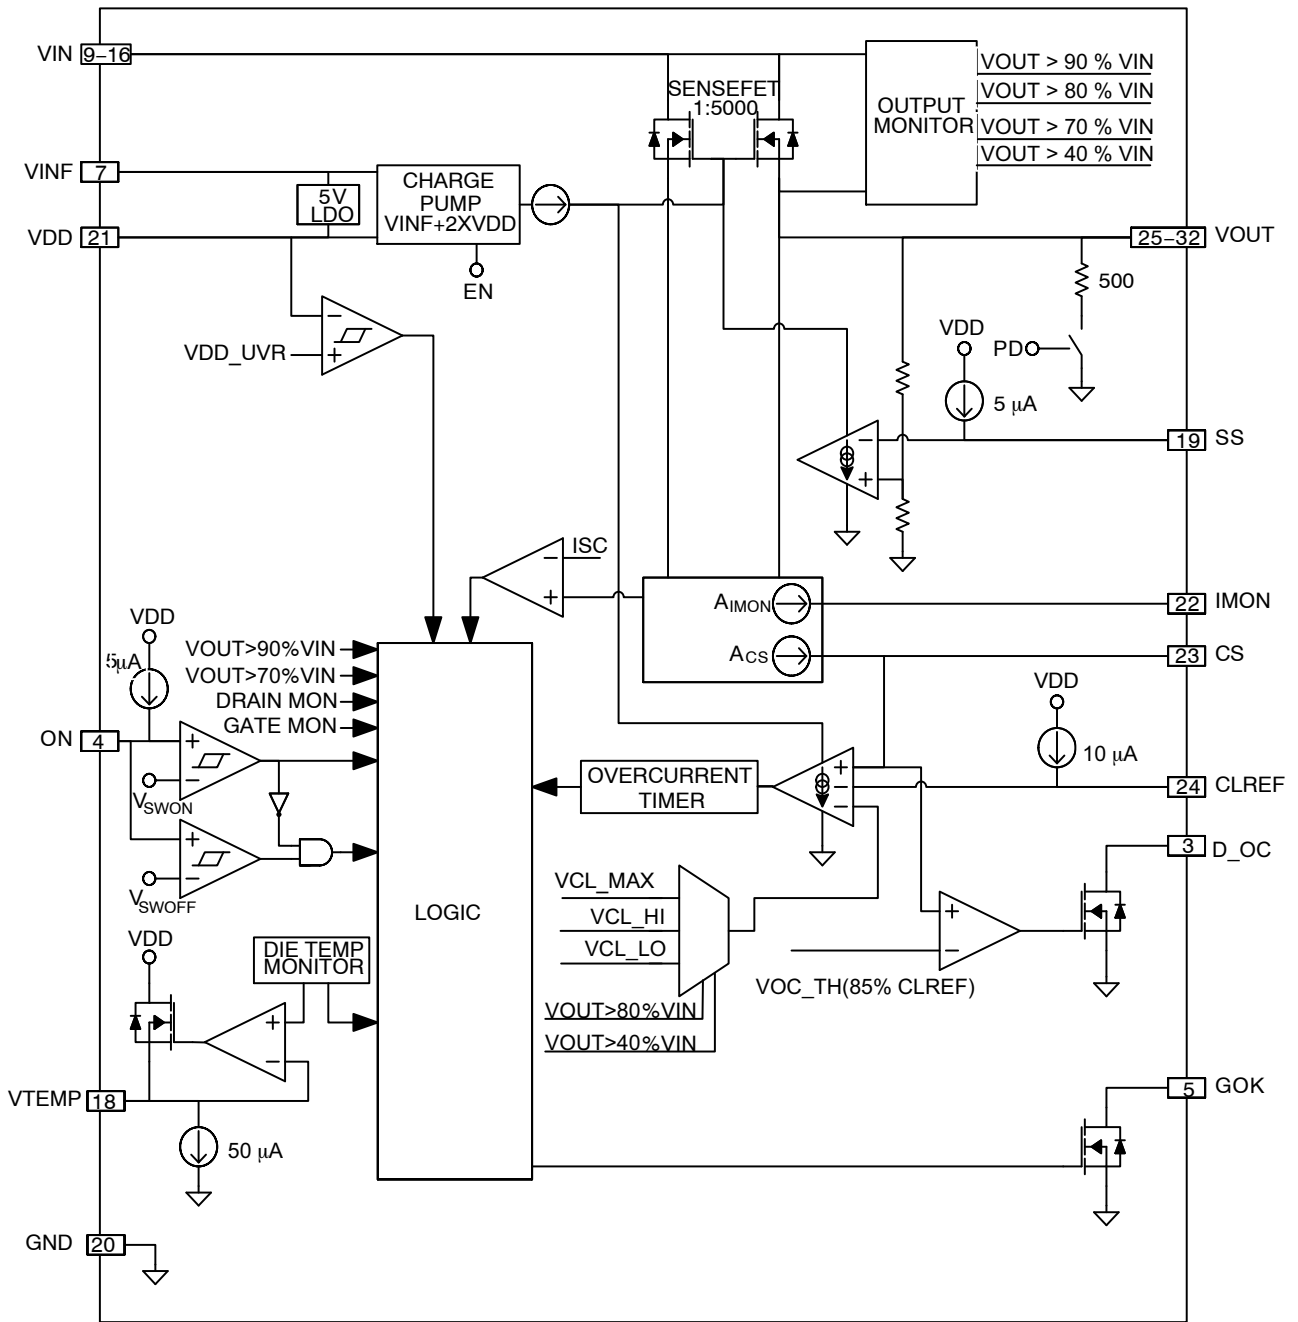 VIN
9–16
VOUT > 90 % VIN
VOUT > 80 % VIN
VOUT > 70 % VIN
VOUT > 40 % VIN
SENSEFET
1:5000
OUTPUT
MONITOR
VINF
7
5V
LDO
CHARGE
PUMP
VINF+2XVDD
VDD
21
EN
25–32
VOUT
500
VDD_UVR
–
+
VDD
PD
5 μA
–
+
19
SS
ISC
–
+
AIMON
22
IMON
ACS
23
CS
VDD
5μA
VOUT>90%VIN
VOUT>70%VIN
DRAIN MON
GATE MON
ON
4
+
–
VSWON
+
–
VSWOFF
VDD
10 μA
OVERCURRENT
TIMER
+
–
–
24
CLREF
3
D_OC
LOGIC
VCL_MAX
VCL_HI
VCL_LO
VOUT>80%VIN
VOUT>40%VIN
+
–
VOC_TH(85% CLREF)
VDD
DIE TEMP
MONITOR
+
–
VTEMP
18
50 μA
5
GOK
GND
20